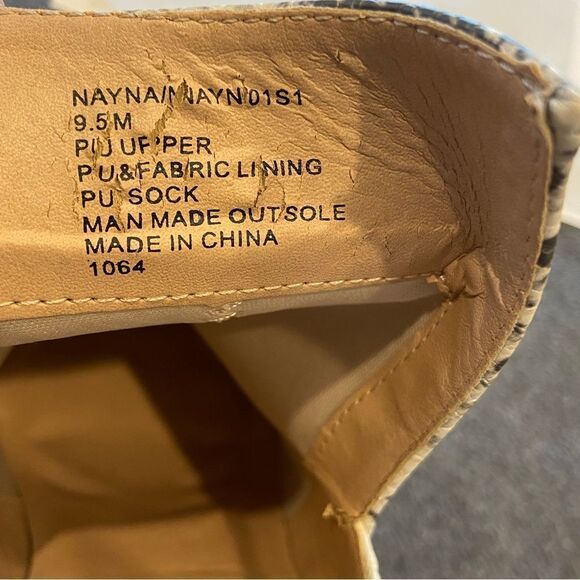 NAYNA/NAYN01S1
9.5 M
PU UPPER
PU&FABRIC LINING
PU SOCK
MAN MADE OUTSOLE
MADE IN CHINA
1064